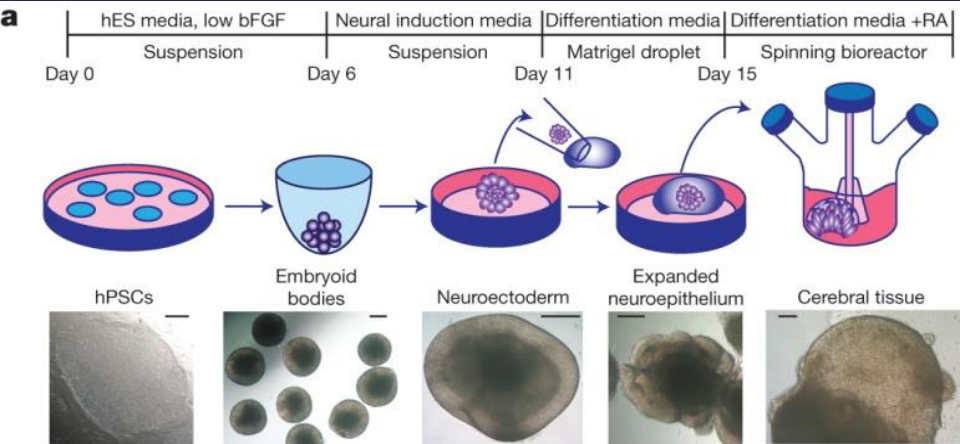 a
hES media, low bFGF
Neural induction media
Differentiation media
Differentiation media +RA
Suspension
Suspension
Matrigel droplet
Spinning bioreactor
Day 0
Day 6
Day 11
Day 15
hPSCs
Embryoid
bodies
Neuroectoderm
Expanded
neuroepithelium
Cerebral tissue